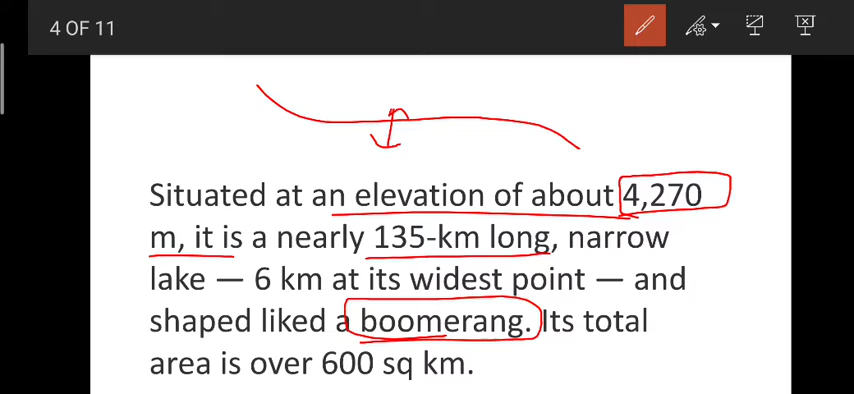 4 OF 11
Situated at an elevation of about 4,270
m, it is a nearly 135-km long, narrow
lake — 6 km at its widest point — and
shaped liked a boomerang. Its total
area is over 600 sq km.